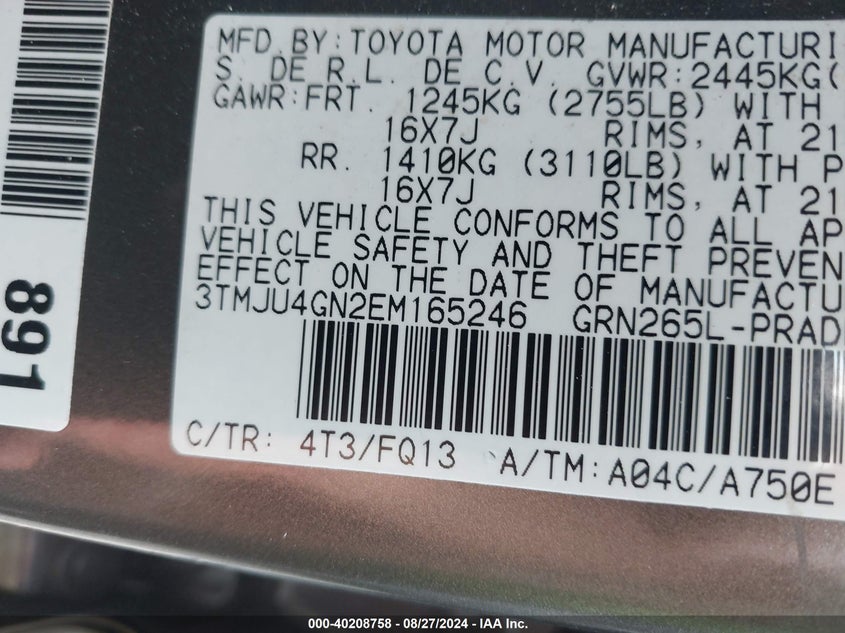 MFD.BY:TOYOTA MOTOR MANUFACTURI
S. DE R.L. DE C.V. GVWR:2445KG(
GAWR:FRT. 1245KG (2755LB) WITH
16X7J RIMS, AT 21
RR. 1410KG (3110LB) WITH P
16X7J RIMS, AT 21
THIS VEHICLE CONFORMS TO ALL AP
VEHICLE SAFETY AND THEFT PREVEN
EFFECT ON THE DATE OF MANUFACTU
3TMJU4GN2EM165246 GRN265L-PRAD
C/TR: 4T3/FQ13 A/TM:A04C/A750E
891
000-40208758 - 08/27/2024 - IAA Inc.